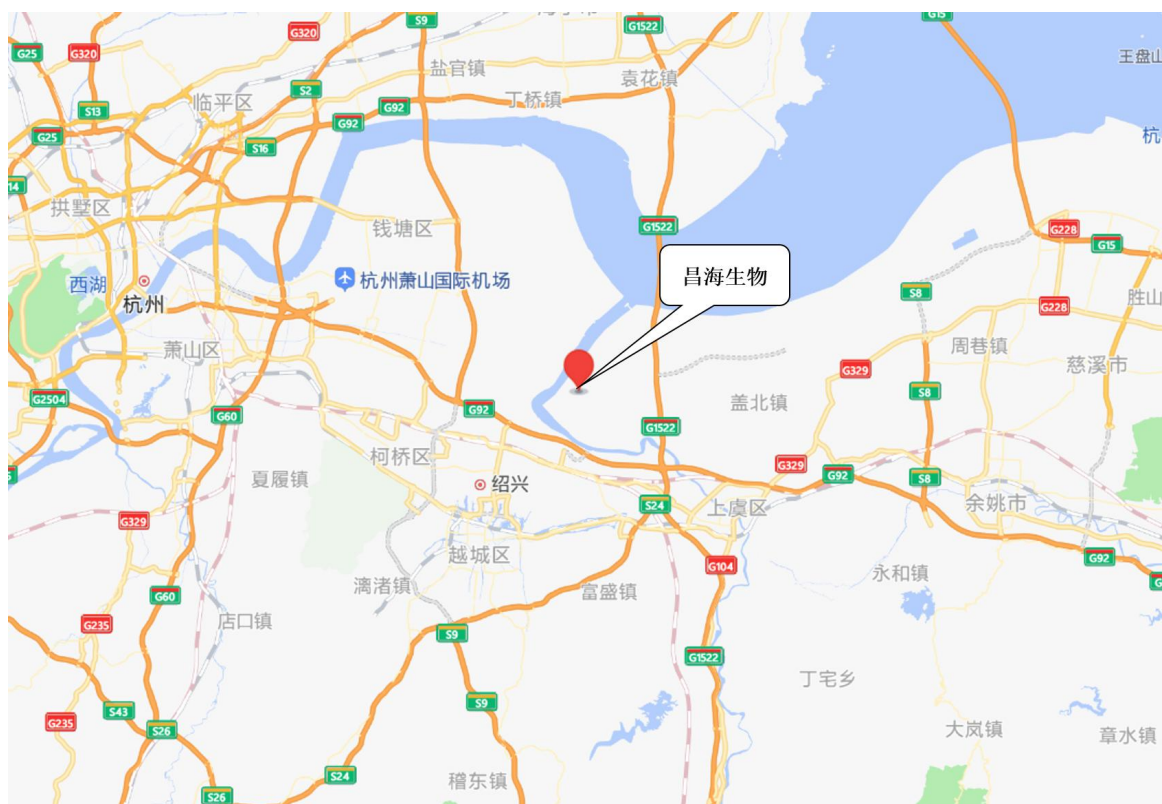 G15
S9
G1522
G320
G25
G320
王盘山
盐官镇
袁花镇
S2
丁桥镇
临平区
G92
S13
G92
G25
杭
S16
14
拱墅区
G1522
钱塘区
G228
G15
昌海生物
西湖
杭州萧山国际机场
S8
胜山
杭州
G228
萧山区
周巷镇
慈溪市
G329
S8
G2504
盖北镇
G92
G60
G1522
柯桥区
G329
夏履镇
G92
S8
绍兴
S24
余姚市
上虞区
G329
越城区
G92
G104
永和镇
漓渚镇
富盛镇
G60
店口镇
G235
S9
G1522
丁宅乡
S9
S43
G235
S26
大岚镇
章水镇
S24
稽东镇
S26